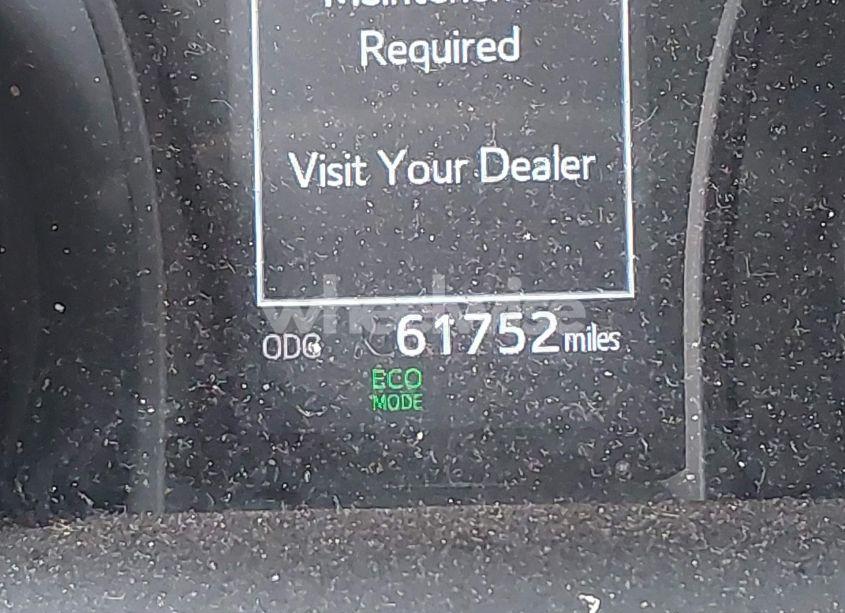 Required
Visit Your Dealer
ODO 61752 miles
ECO
MODE